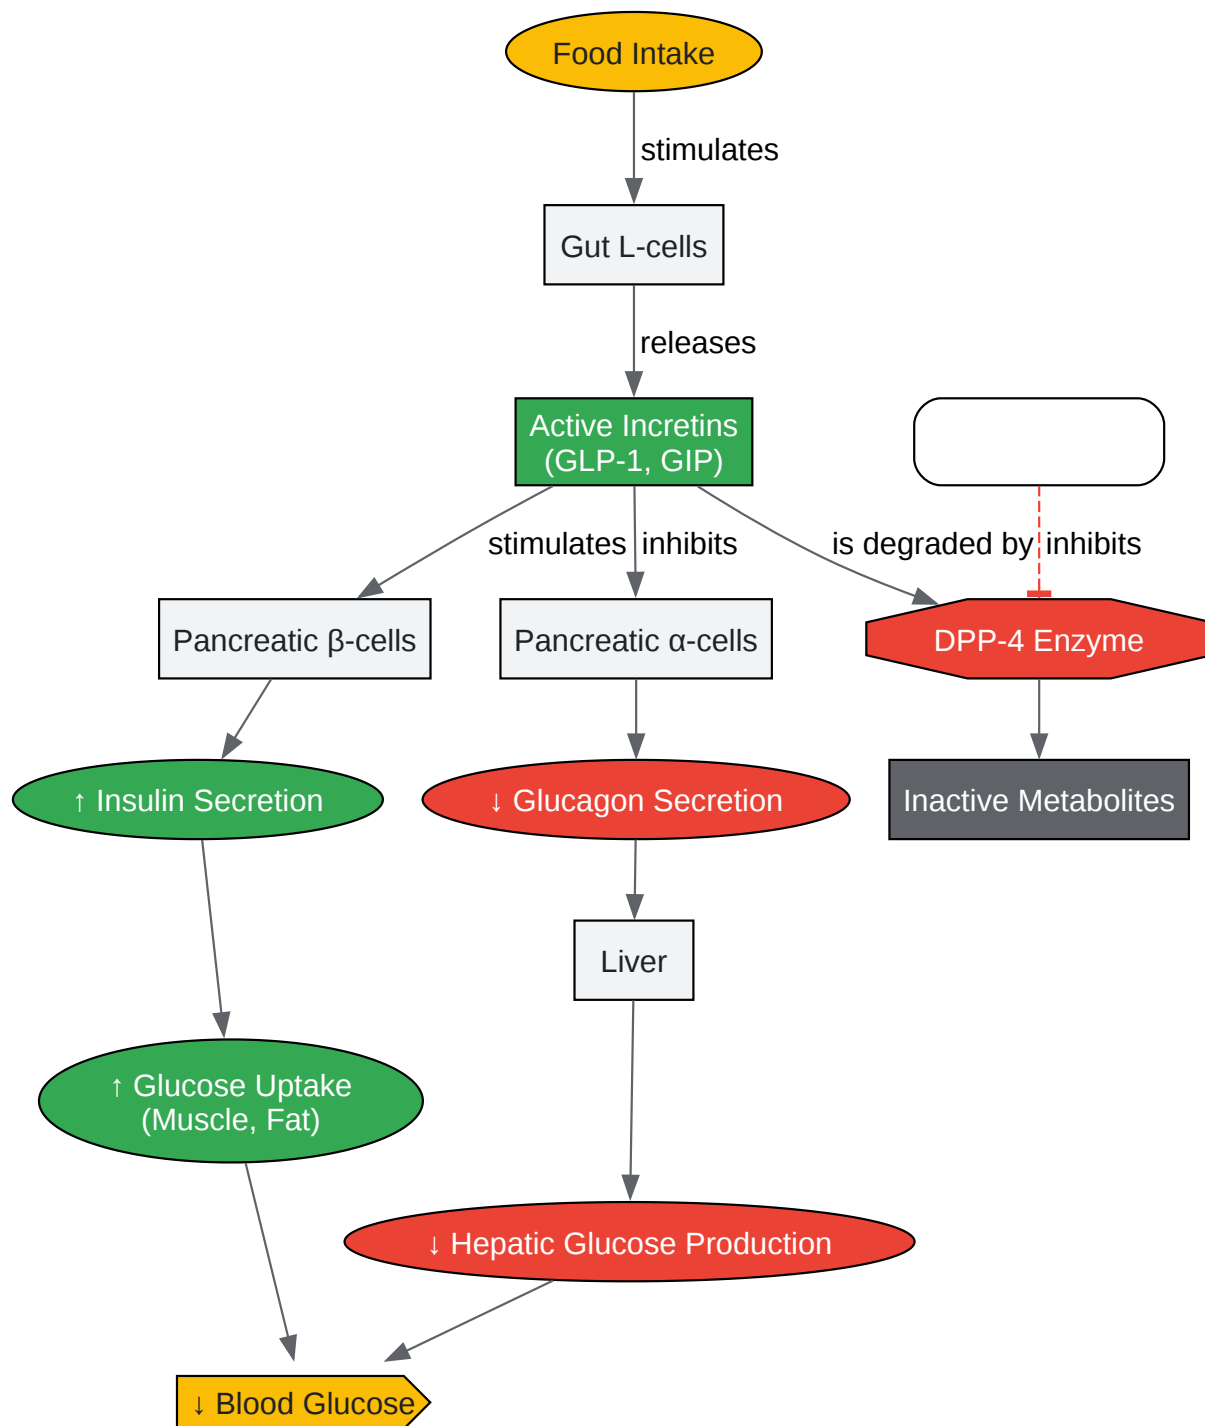 Food Intake
stimulates
Gut L-cells
releases
Active Incretins
(GLP-1, GIP)
stimulates
inhibits
is degraded by
inhibits
Pancreatic β-cells
Pancreatic α-cells
DPP-4 Enzyme
↑ Insulin Secretion
↓ Glucagon Secretion
Inactive Metabolites
Liver
↑ Glucose Uptake
(Muscle, Fat)
↓ Hepatic Glucose Production
↓ Blood Glucose